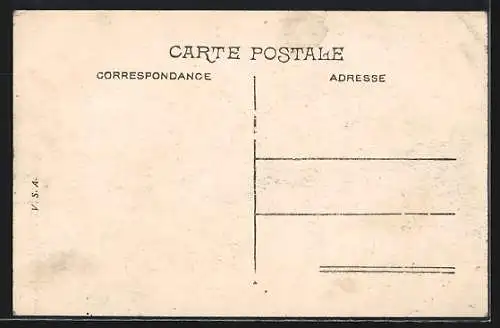 CARTE POSTALE
CORRESPONDANCE
ADRESSE
V. S. A.